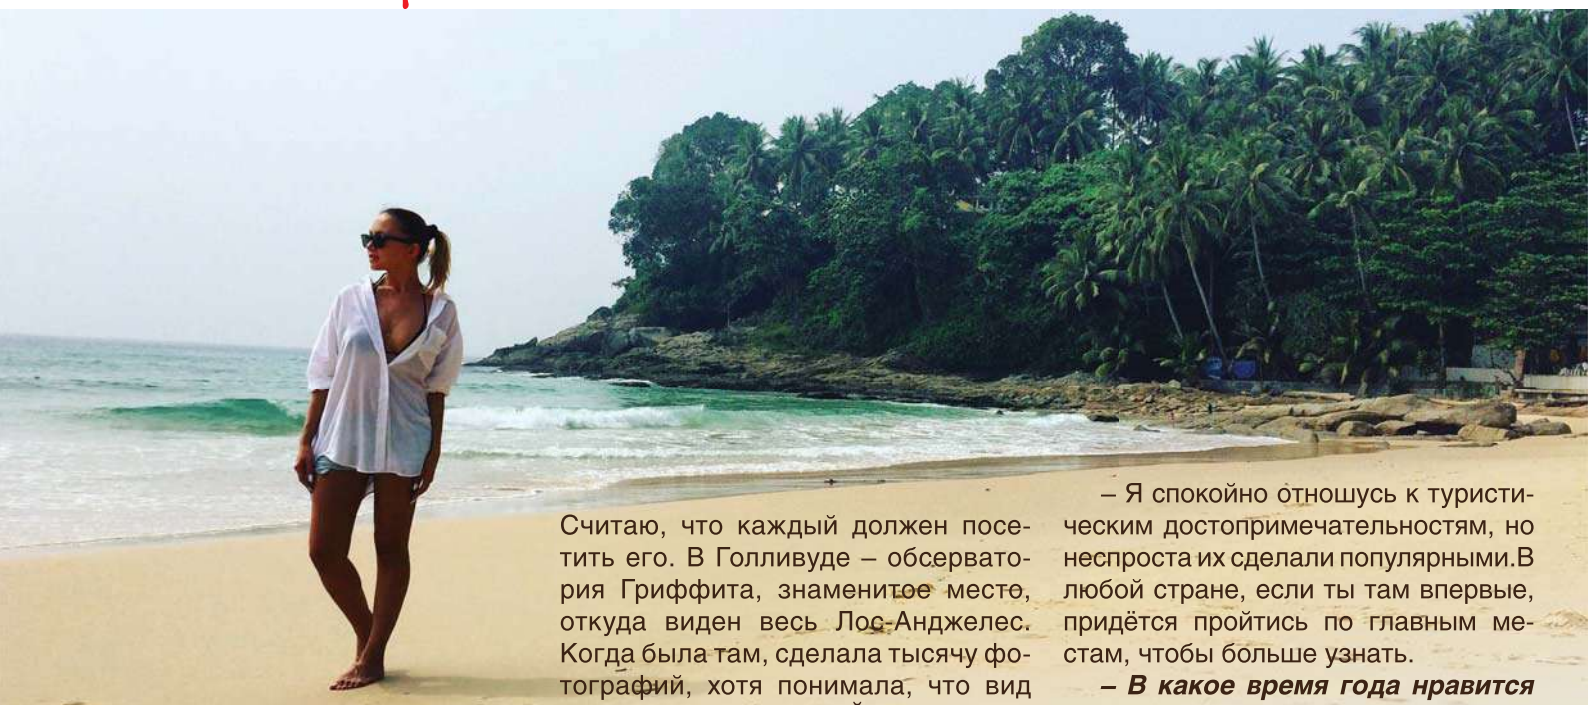 Считаю, что каждый должен посе-
тить его. В Голливуде – обсервато-
рия Гриффита, знаменитое место,
откуда виден весь Лос-Анджелес.
Когда была там, сделала тысячу фо-
тографий, хотя понимала, что вид
– Я спокойно отношусь к туристи-
ческим достопримечательностям, но
неспроста их сделали популярными.В
любой стране, если ты там впервые,
придётся пройтись по главным ме-
стам, чтобы больше узнать.
– В какое время года нравится